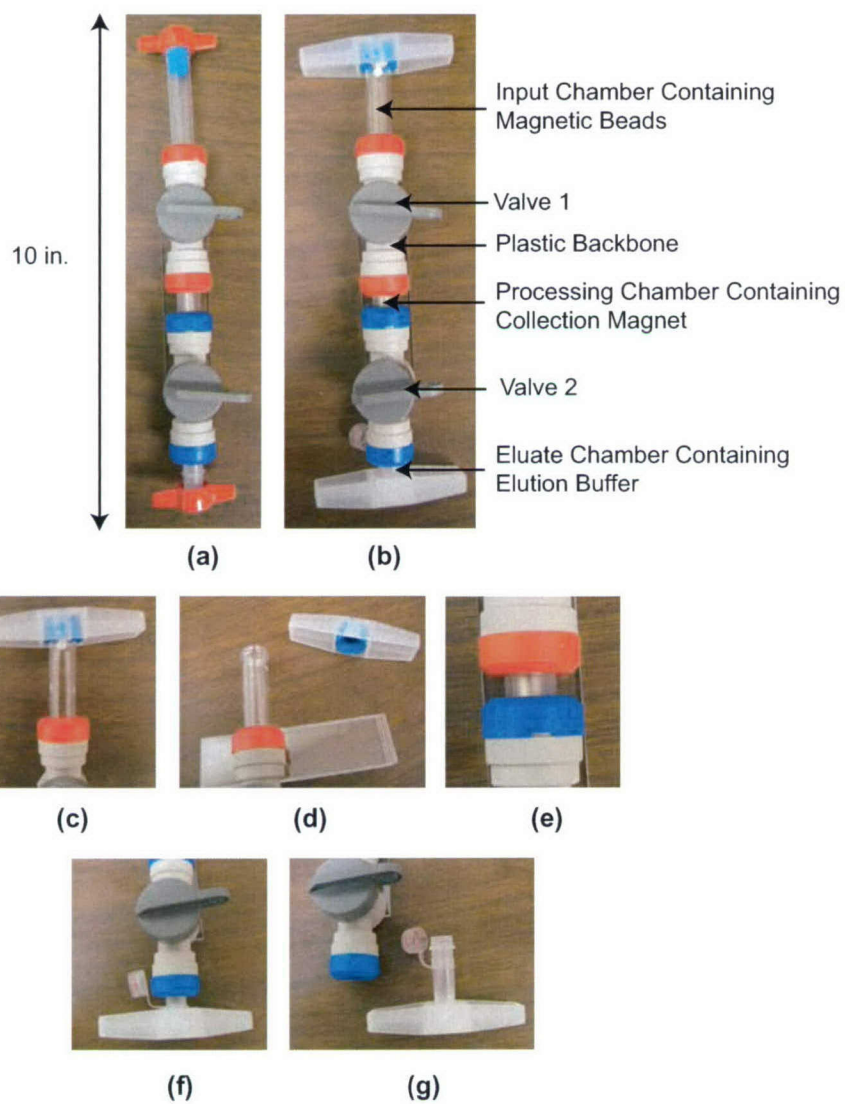 Input Chamber Containing
Magnetic Beads
Valve 1
10 in.
Plastic Backbone
Processing Chamber Containing
Collection Magnet
Valve 2
Eluate Chamber Containing
Elution Buffer
(a)
(b)
(c)
(d)
(e)
(f)
(g)